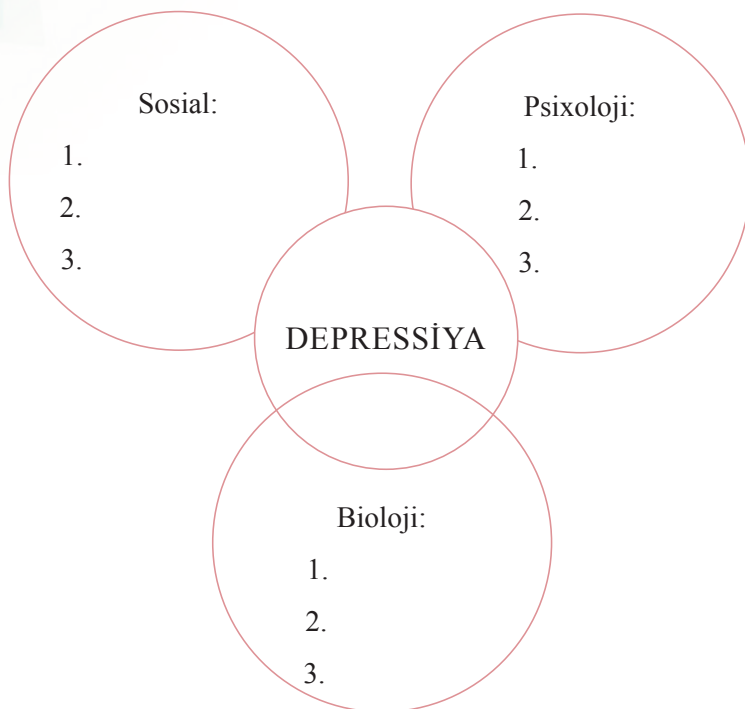 Sosial:
1.
2.
3.
Psixoloji:
1.
2.
3.
DEPRESSİYA
Bioloji:
1.
2.
3.